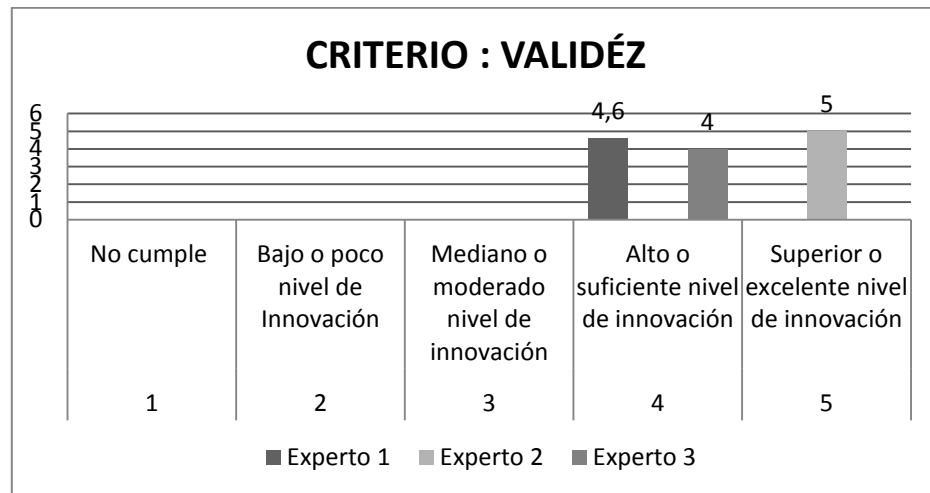 CRITERIO : VALIDÉZ
6
5
4
3
2
1
0
4,6
4
5
No cumple
Bajo o poco
nivel de
Innovación
Mediano o
moderado
nivel de
innovación
Alto o
suficiente nivel
de innovación
Superior o
excelente nivel
de innovación
1
2
3
4
5
Experto 1
Experto 2
Experto 3